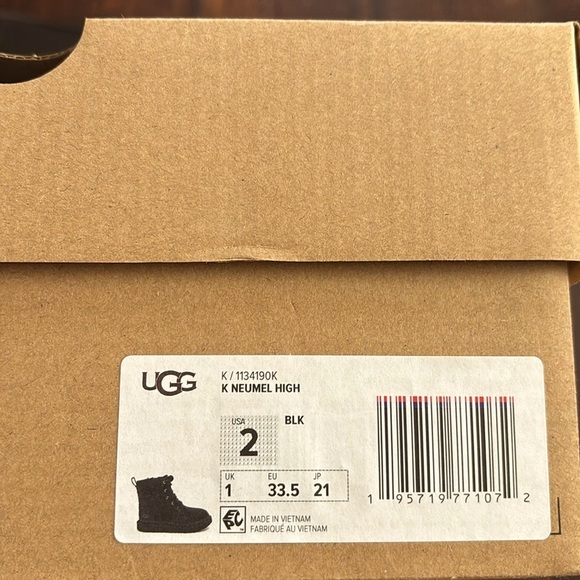 UGG
K / 1134190K
K NEUMEL HIGH
USA
2
BLK
UK EU JP
1 33.5 21
MADE IN VIETNAM
FABRIQUÉ AU VIETNAM
1 95719 77107 2